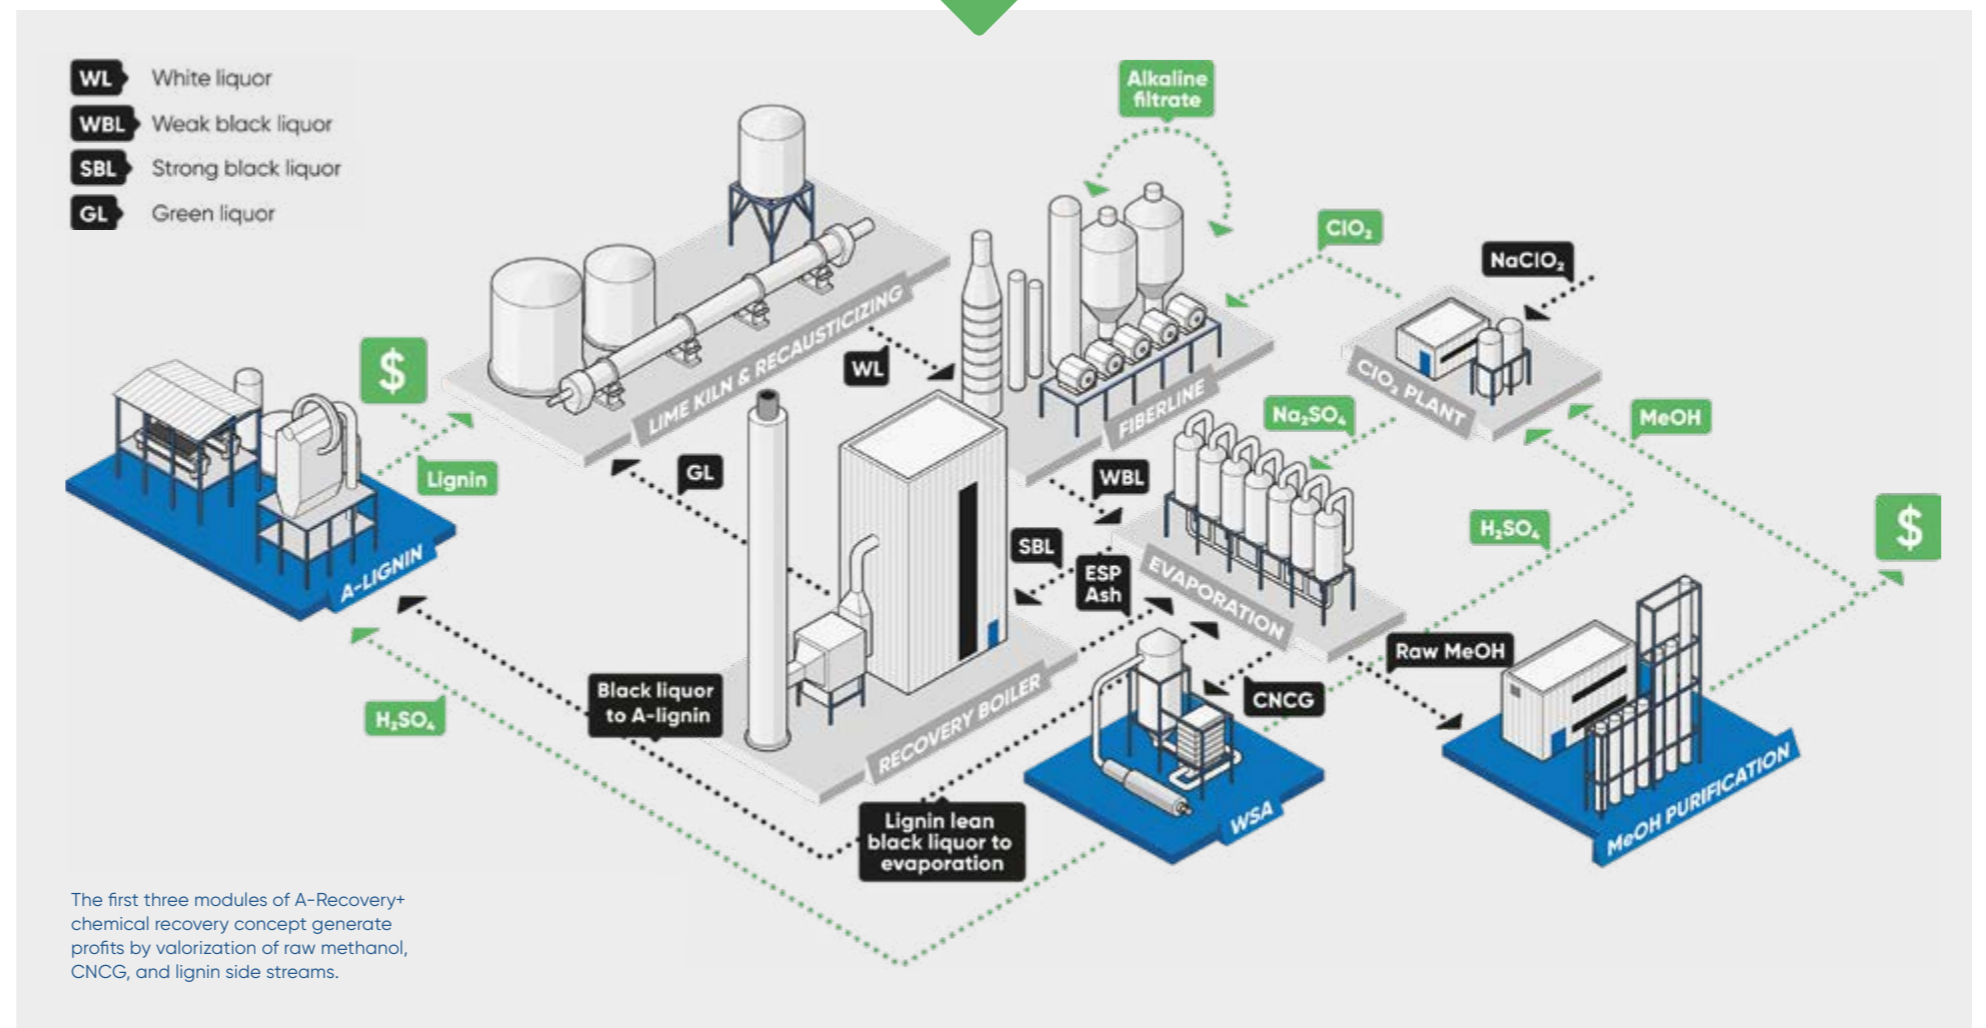 WL White liquor
WBL Weak black liquor
SBL Strong black liquor
GL Green liquor
Alkaline
filtrate
ClO₂
NaClO₂
$
LIME KILN & RECAUSTICIZING
WL
FIBERLINE
ClO₂ PLANT
Na₂SO₄
MeOH
Lignin
GL
WBL
H₂SO₄
$
SBL
ESP
Ash
EVAPORATION
A-LIGNIN
Raw MeOH
Black liquor
to A-lignin
H₂SO₄
CNCG
RECOVERY BOILER
Lignin lean
black liquor to
evaporation
WSA
MeOH PURIFICATION
The first three modules of A-Recovery+
chemical recovery concept generate
profits by valorization of raw methanol,
CNCG, and lignin side streams.